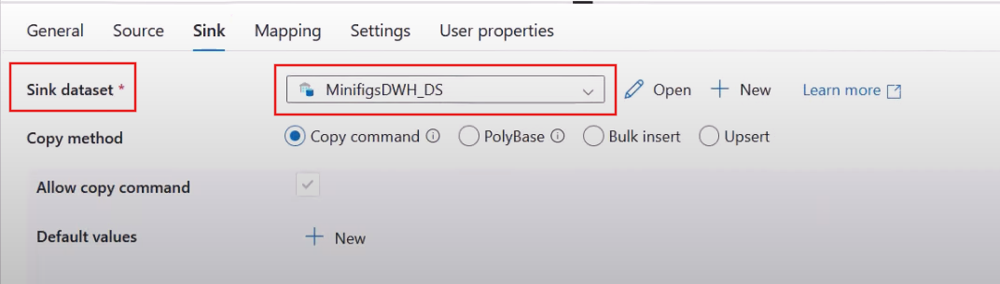 General Source Sink Mapping Settings User properties
Sink dataset * MinifigsDWH_DS Open New Learn more
Copy method Copy command PolyBase Bulk insert Upsert
Allow copy command
Default values New